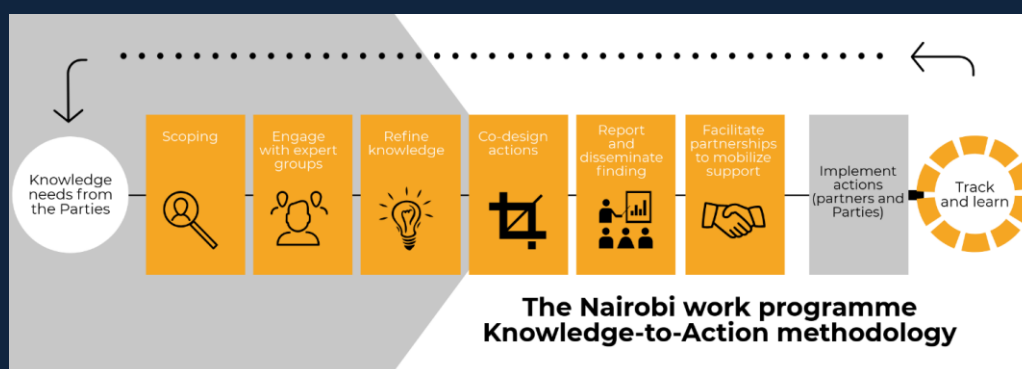 Knowledge
needs from
the Parties
Scoping
Engage
with expert
groups
Refine
knowledge
Co-design
actions
Report
and
disseminate
finding
Facilitate
partnerships
to mobilize
support
Implement
actions
(partners and
Parties)
Track
and learn
The Nairobi work programme
Knowledge-to-Action methodology